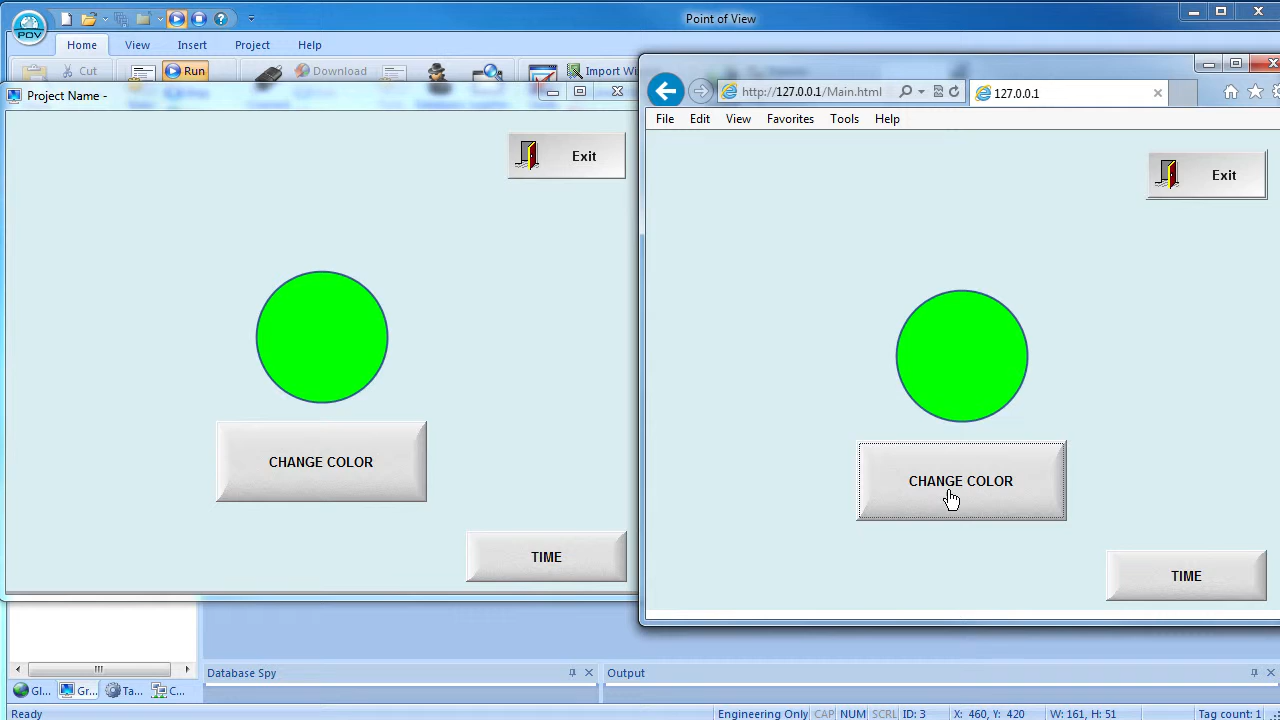 Point of View
POV
Home View Insert Project Help
Cut Run Download Import Wi
Project Name -
http://127.0.0.1/Main.html 127.0.0.1
File Edit View Favorites Tools Help
Exit
Exit
CHANGE COLOR
CHANGE COLOR
TIME
TIME
Database Spy
Output
Gl... Gr... Ta... C...
Ready Engineering Only CAP NUM SCRL ID: 3 X: 460, Y: 420 W: 161, H: 51 Tag count: 1